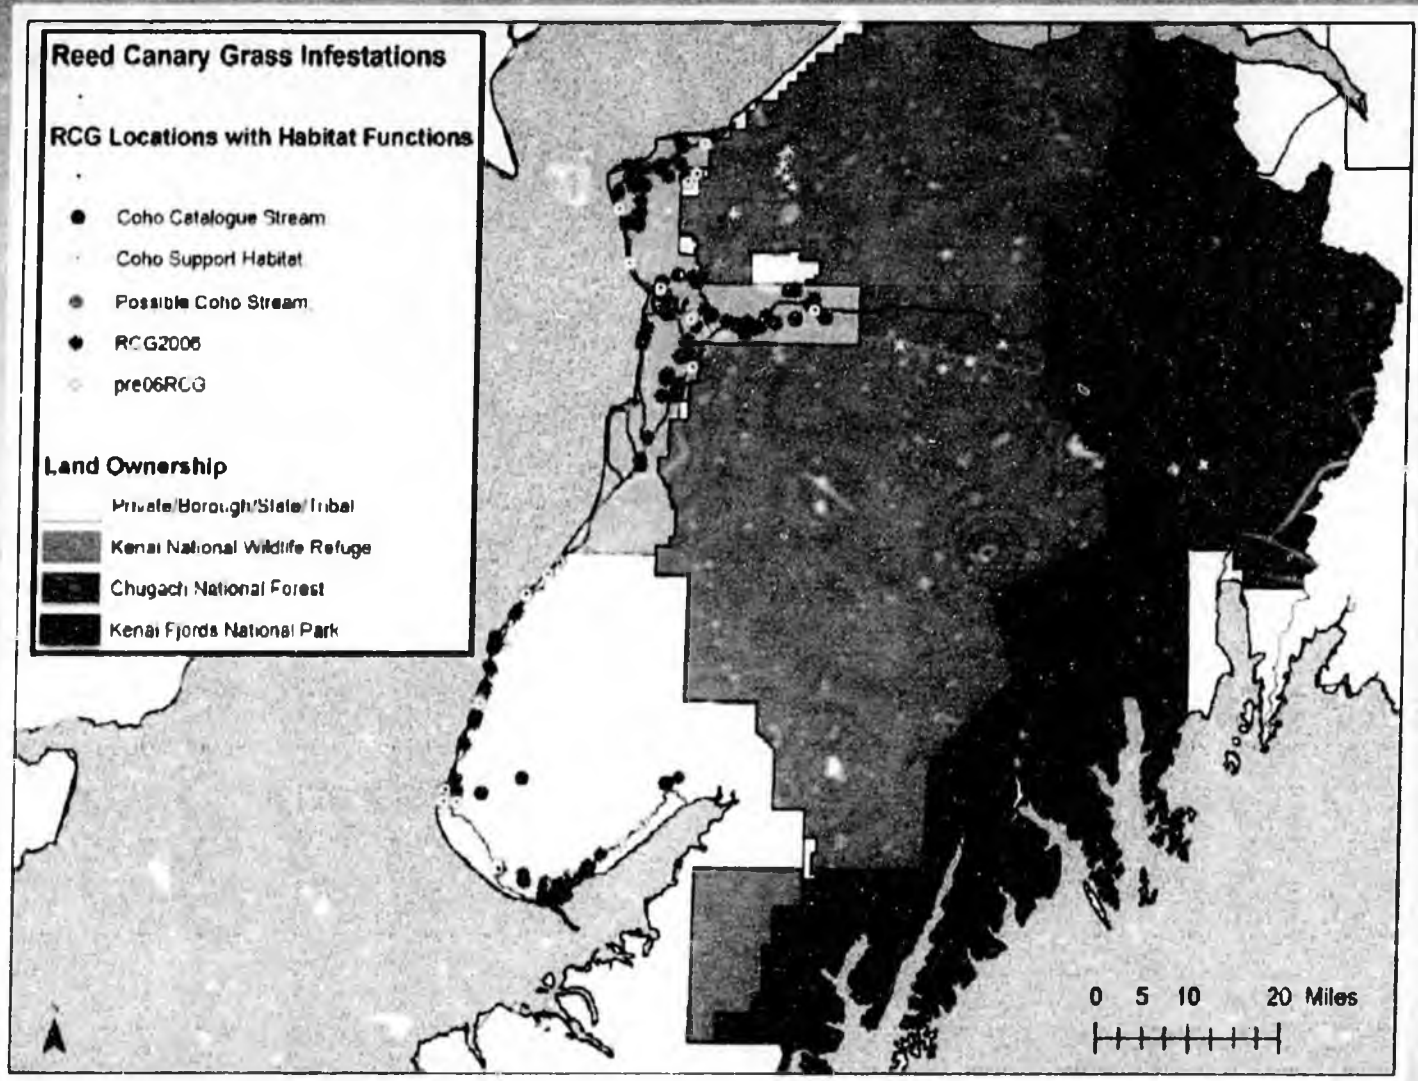 Reed Canary Grass Infestations
RCG Locations with Habitat Functions
Coho Catalogue Stream
Coho Support Habitat
Possible Coho Stream
RCG2006
pre06RCG
Land Ownership
Private/Borough/State/Tribal
Kenai National Wildlife Refuge
Chugach National Forest
Kenai Fjords National Park
0 5 10 20 Miles